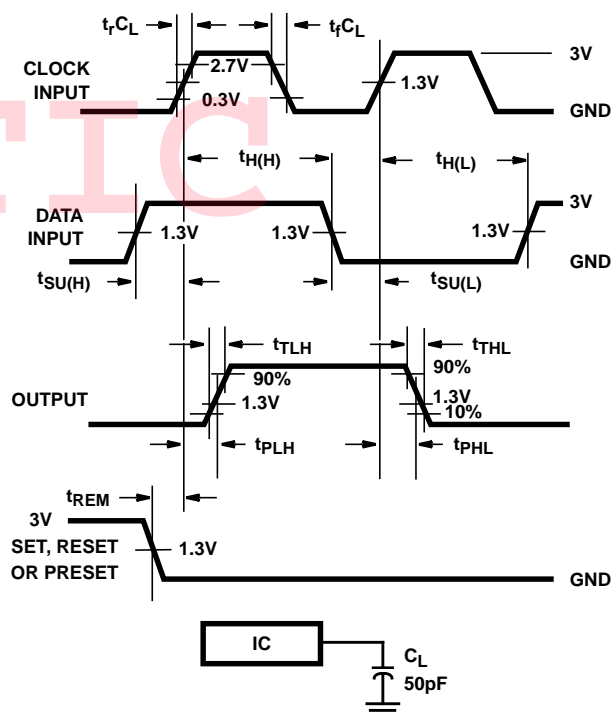 trCL
tfCL
CLOCK
INPUT
2.7V
0.3V
1.3V
3V
GND
tH(H)
tH(L)
DATA
INPUT
1.3V
1.3V
1.3V
3V
GND
tSU(H)
tSU(L)
tTLH
tTHL
90%
90%
OUTPUT
1.3V
1.3V
10%
tPLH
tPHL
tREM
3V
SET, RESET
OR PRESET
1.3V
GND
IC
CL
50pF
TIC